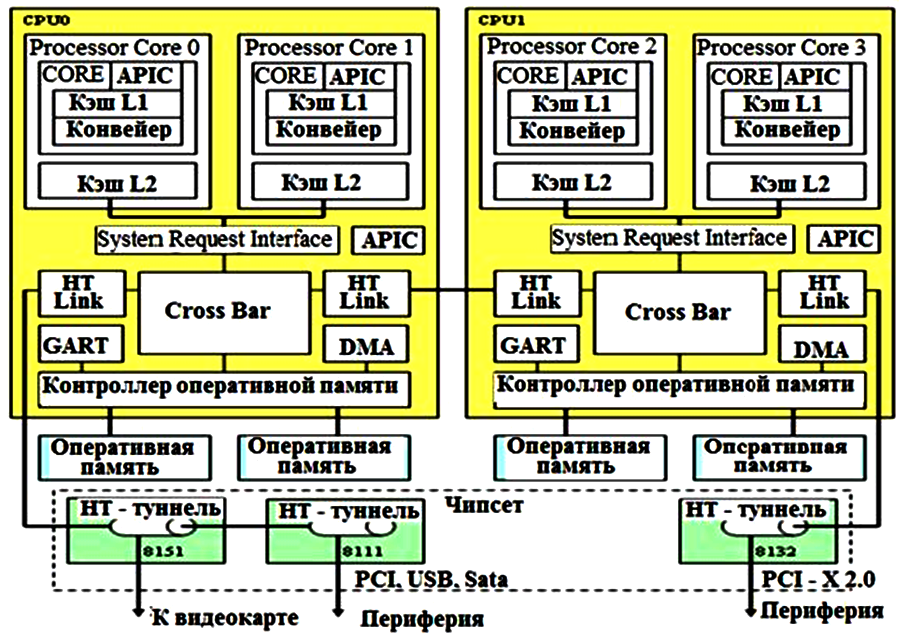 CPU0
CPU1
Processor Core 0
Processor Core 1
Processor Core 2
Processor Core 3
CORE APIC
CORE APIC
CORE APIC
CORE APIC
Кэш L1
Кэш L1
Кэш L1
Кэш L1
Конвейер
Конвейер
Конвейер
Конвейер
Кэш L2
Кэш L2
Кэш L2
Кэш L2
System Request Interface
APIC
System Request Interface
APIC
HT
Link
Cross Bar
HT
Link
HT
Link
Cross Bar
HT
Link
GART
DMA
GART
DMA
Контроллер оперативной памяти
Контроллер оперативной памяти
Оперативная
память
Оперативная
память
Оперативная
память
Опсративная
память
Чипсет
НТ - туннель
НТ - туннель
НТ - туннель
8151
8111
8132
PCI, USB, Sata
PCI - X 2.0
К видеокарте
Периферия
Периферия